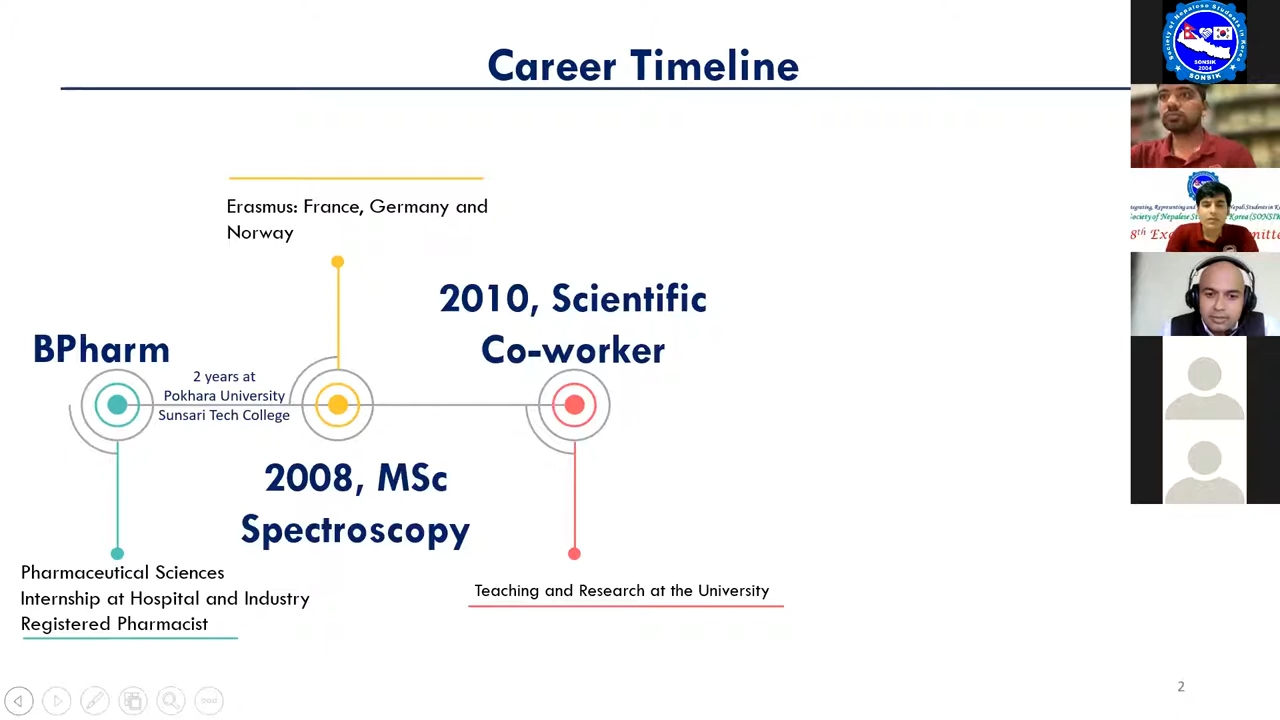 Career Timeline
Erasmus: France, Germany and
Norway
2010, Scientific
Co-worker
BPharm
2 years at
Pokhara University
Sunsari Tech College
2008, MSc
Spectroscopy
Pharmaceutical Sciences
Internship at Hospital and Industry
Registered Pharmacist
Teaching and Research at the University
2
Society of Nepalese Students in Korea
SONSIK
2004
SONSIK